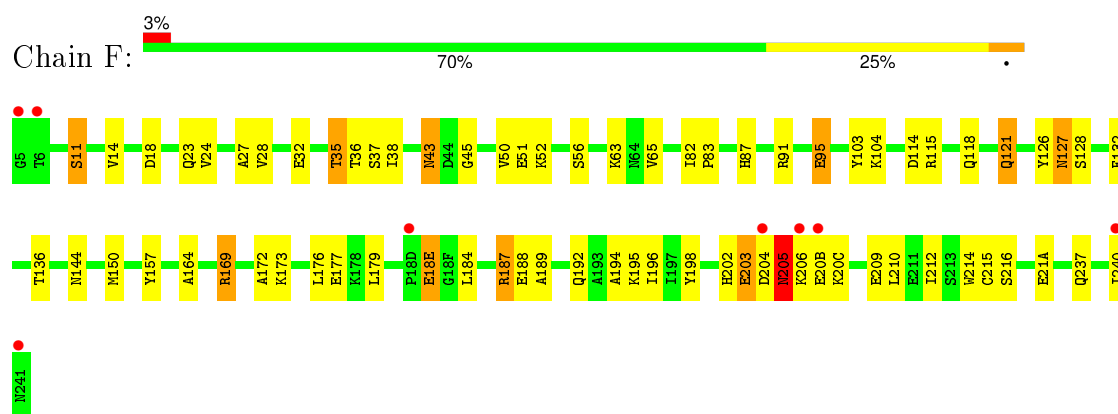 3%
Chain F:
70% 25% •
G5 T6 S11 V14 D18 Q23 V24 A27 V28 E32 T35 T36 S37 I38 N43 D44 G45 V50 E51 K52 S56 K63 N64 V65 I82 P83 H87 R91 E95 Y103 K104 D114 R115 Q118 Q121 Y126 N127 S128
T136 N144 M150 Y157 A164 R169 A172 K173 L176 E177 K178 L179 P18D E18E G18F L184 R187 E188 A189 Q192 A193 A194 K195 I196 I197 Y198 H202 E203 D204 N205 K206 E20B K20C E209 L210 E211 I212 S213 W214 C215 S216 E21A Q237
N241